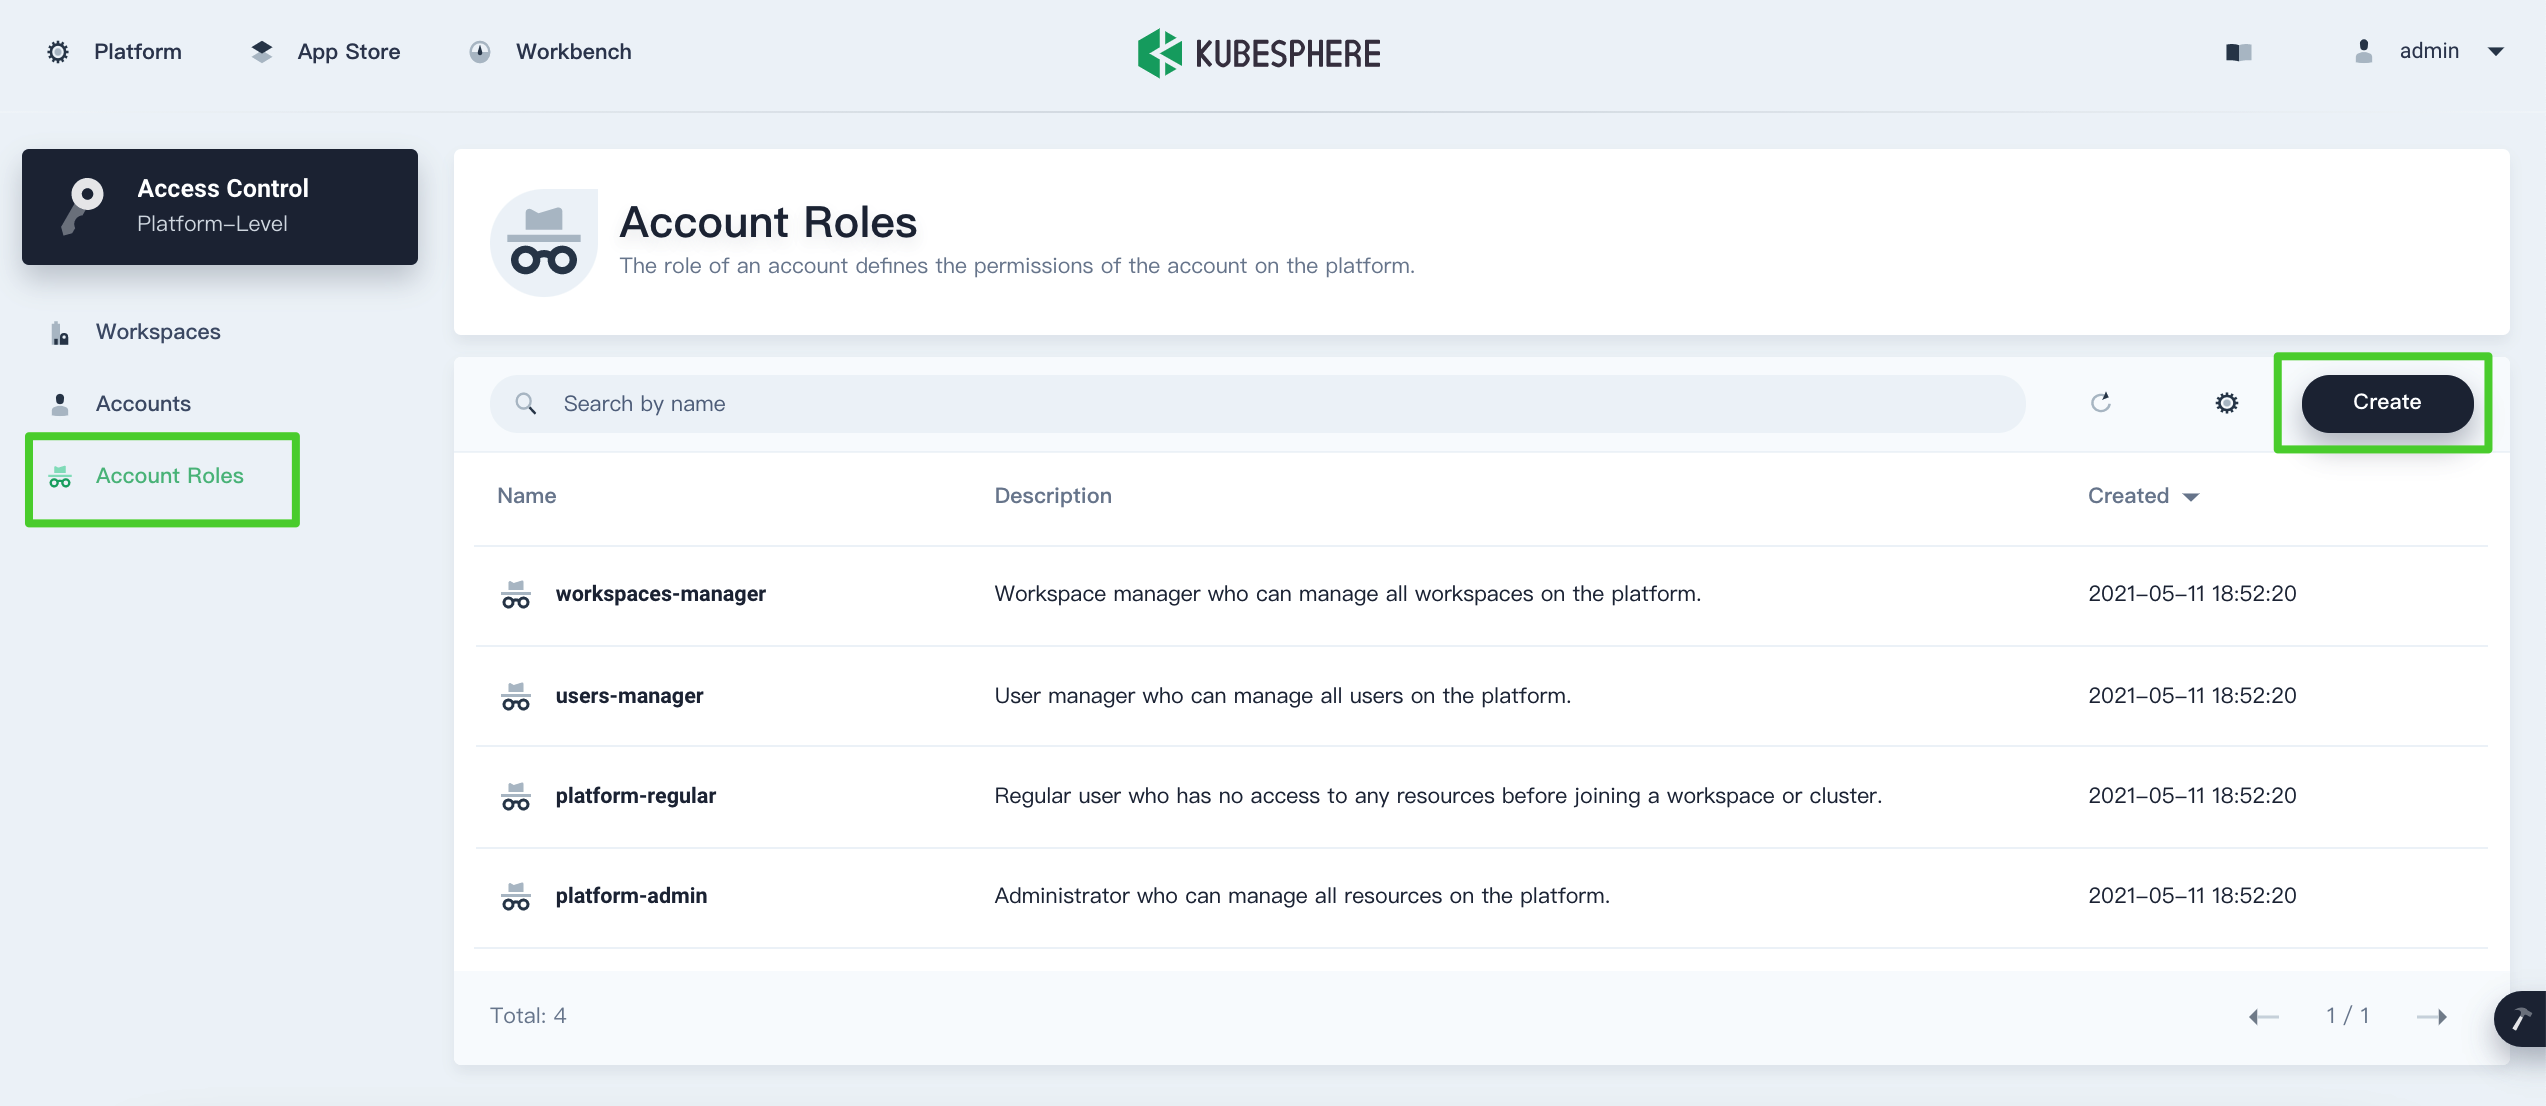 Platform
App Store
Workbench
KUBESPHERE
admin
Access Control
Platform–Level
Workspaces
Accounts
Account Roles
Account Roles
The role of an account defines the permissions of the account on the platform.
Search by name
Create
Name Description Created
workspaces-manager Workspace manager who can manage all workspaces on the platform. 2021–05–11 18:52:20
users-manager User manager who can manage all users on the platform. 2021–05–11 18:52:20
platform-regular Regular user who has no access to any resources before joining a workspace or cluster. 2021–05–11 18:52:20
platform-admin Administrator who can manage all resources on the platform. 2021–05–11 18:52:20
Total: 4
1 / 1